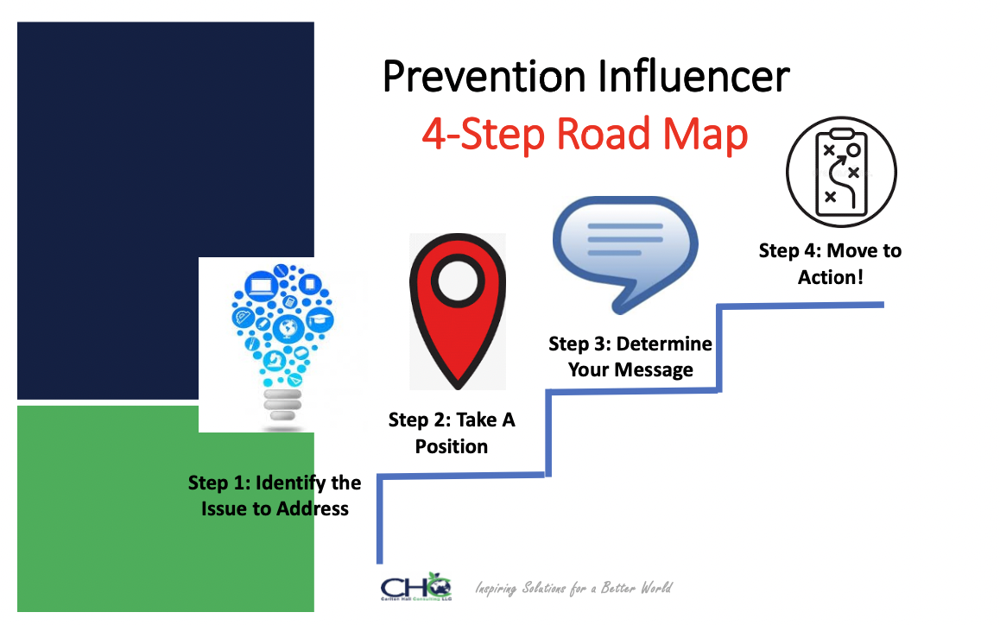 Prevention Influencer
4-Step Road Map
Step 4: Move to
Action!
Step 3: Determine
Your Message
Step 2: Take A
Position
Step 1: Identify the
Issue to Address
CHC
Carlton Hall Consulting LLC
Inspiring Solutions for a Better World